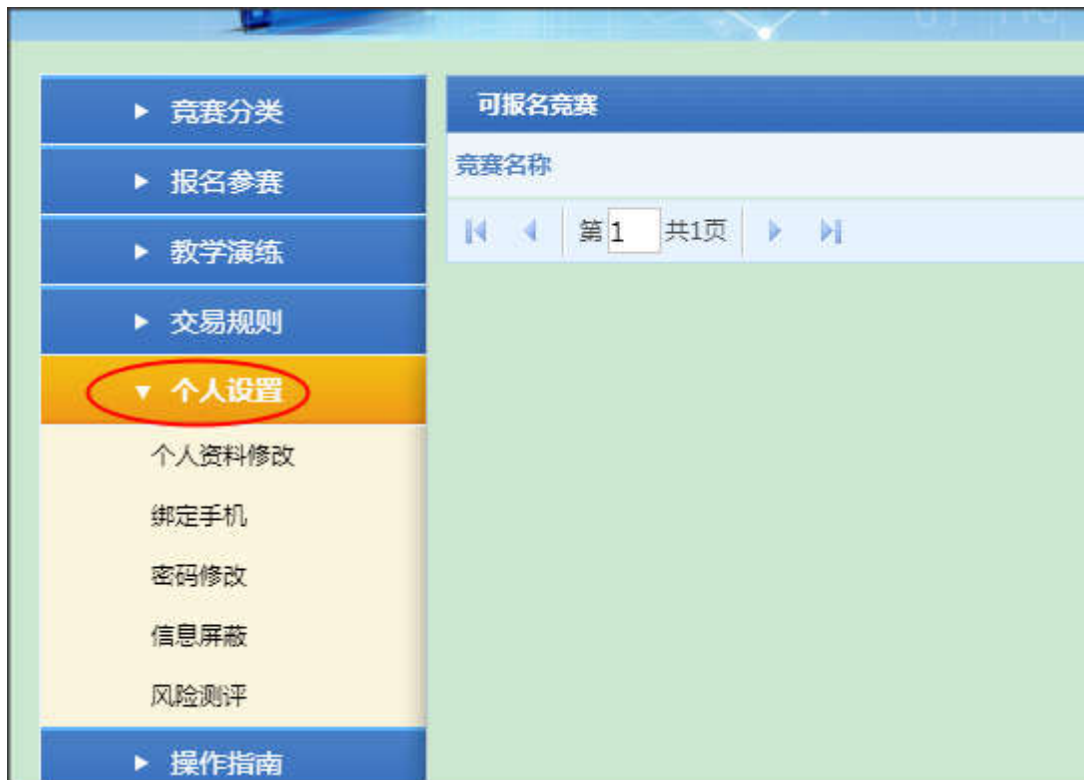 竞赛分类
报名参赛
教学演练
交易规则
个人设置
个人资料修改
绑定手机
密码修改
信息屏蔽
风险测评
操作指南
可报名竞赛
竞赛名称
第1 共1页